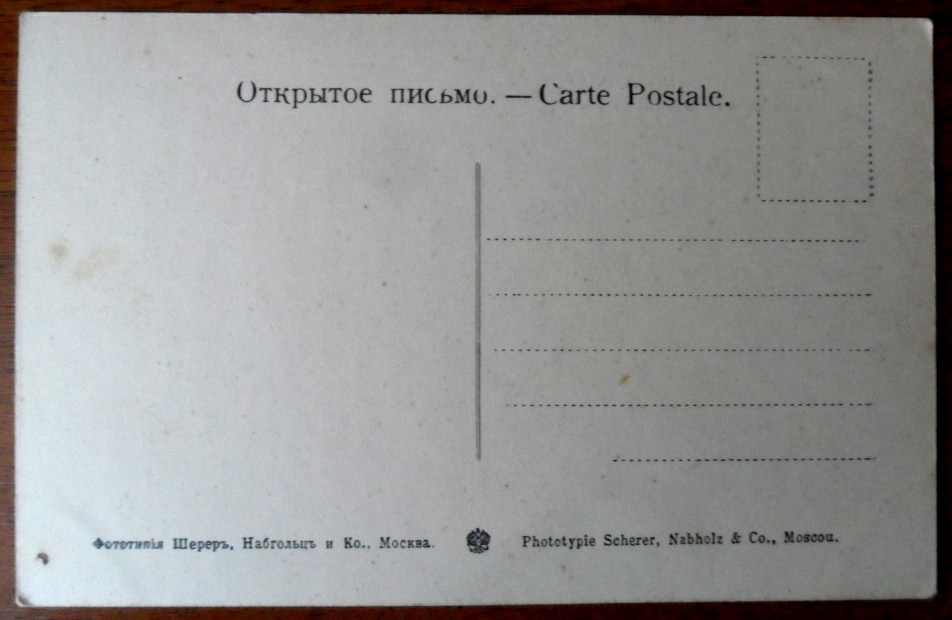 Открытое письмо. — Carte Postale.
Фототипія Шереръ, Набгольцъ и Ко., Москва.
Phototypie Scherer, Nabholz & Co., Moscou.